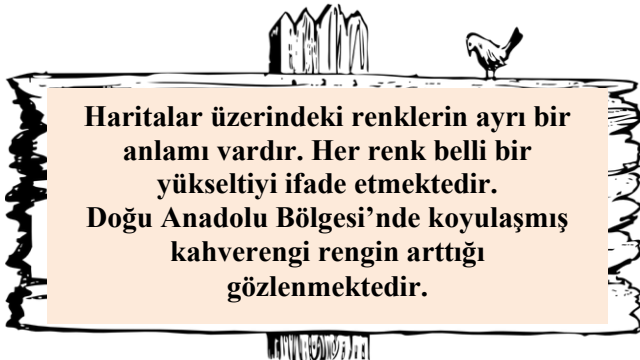 Haritalar üzerindeki renklerin ayrı bir
anlamı vardır. Her renk belli bir
yükseltiyi ifade etmektedir.
Doğu Anadolu Bölgesi’nde koyulaşmış
kahverengi rengin arttığı
gözlenmektedir.